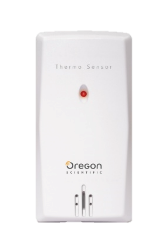 Thermo Sensor
Oregon
SCIENTIFIC